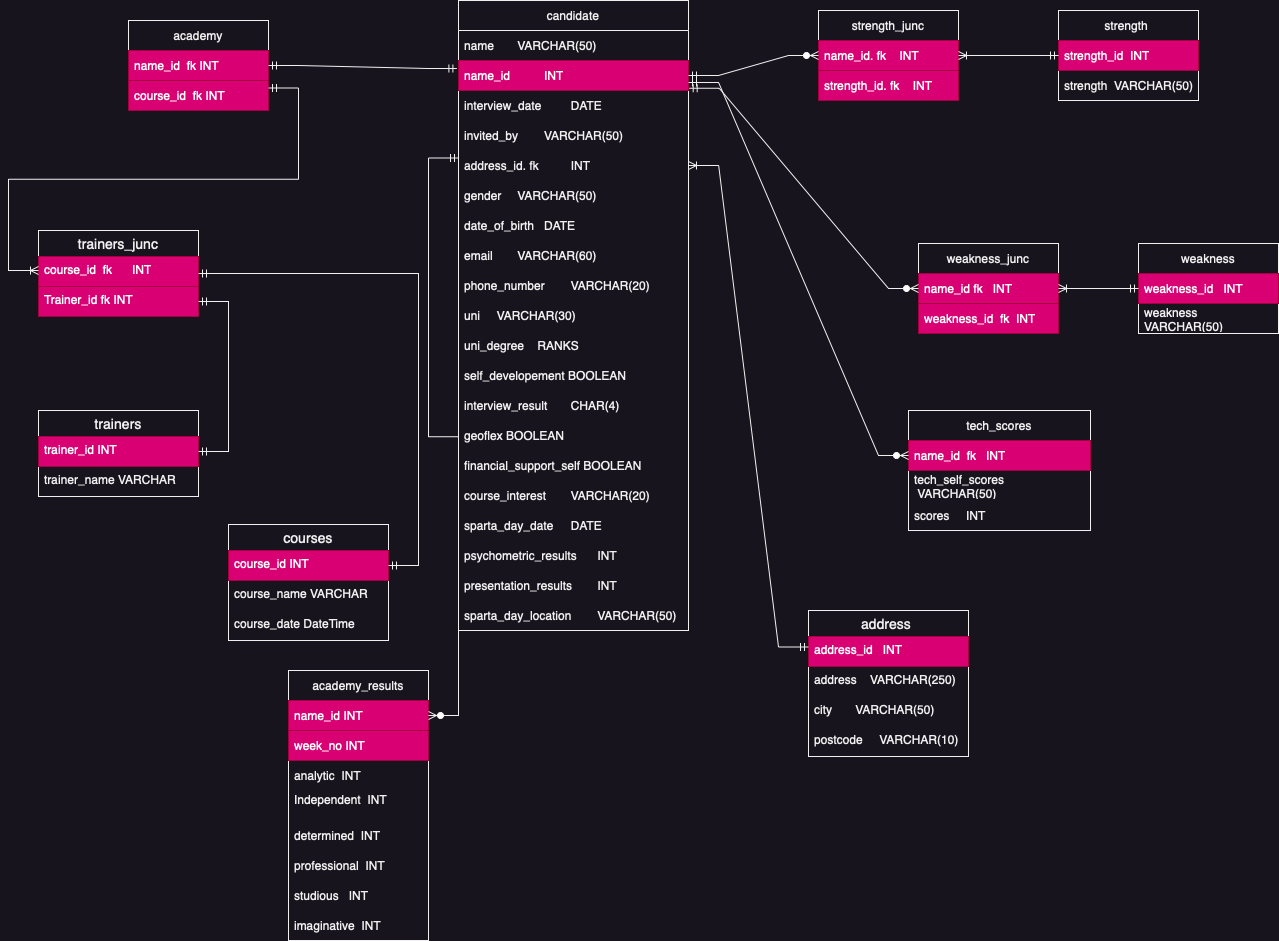 academy
name_id fk INT
course_id fk INT
candidate
name VARCHAR(50)
name_id INT
interview_date DATE
invited_by VARCHAR(50)
address_id. fk INT
gender VARCHAR(50)
date_of_birth DATE
email VARCHAR(60)
phone_number VARCHAR(20)
uni VARCHAR(30)
uni_degree RANKS
self_developement BOOLEAN
interview_result CHAR(4)
geoflex BOOLEAN
financial_support_self BOOLEAN
course_interest VARCHAR(20)
sparta_day_date DATE
psychometric_results INT
presentation_results INT
sparta_day_location VARCHAR(50)
strength_junc
name_id. fk INT
strength_id. fk INT
strength
strength_id INT
strength VARCHAR(50)
trainers_junc
course_id fk INT
Trainer_id fk INT
weakness_junc
name_id fk INT
weakness_id fk INT
weakness
weakness_id INT
weakness
VARCHAR(50)
trainers
trainer_id INT
trainer_name VARCHAR
tech_scores
name_id fk INT
tech_self_scores
VARCHAR(50)
scores INT
courses
course_id INT
course_name VARCHAR
course_date DateTime
address
address_id INT
address VARCHAR(250)
city VARCHAR(50)
postcode VARCHAR(10)
academy_results
name_id INT
week_no INT
analytic INT
Independent INT
determined INT
professional INT
studious INT
imaginative INT